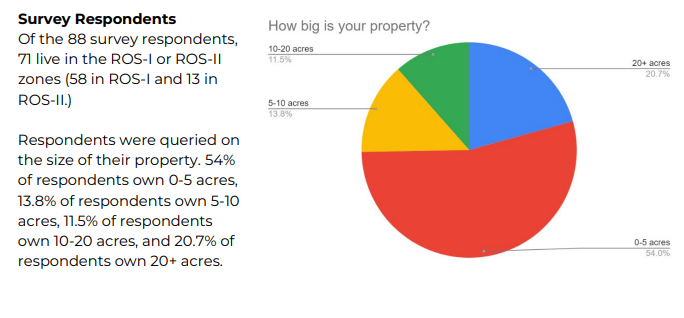 Survey Respondents
Of the 88 survey respondents,
71 live in the ROS-I or ROS-II
zones (58 in ROS-I and 13 in
ROS-II.)
Respondents were queried on
the size of their property. 54%
of respondents own 0-5 acres,
13.8% of respondents own 5-10
acres, 11.5% of respondents
own 10-20 acres, and 20.7% of
respondents own 20+ acres.
How big is your property?
10-20 acres
11.5%
20+ acres
20.7%
5-10 acres
13.8%
0-5 acres
54.0%